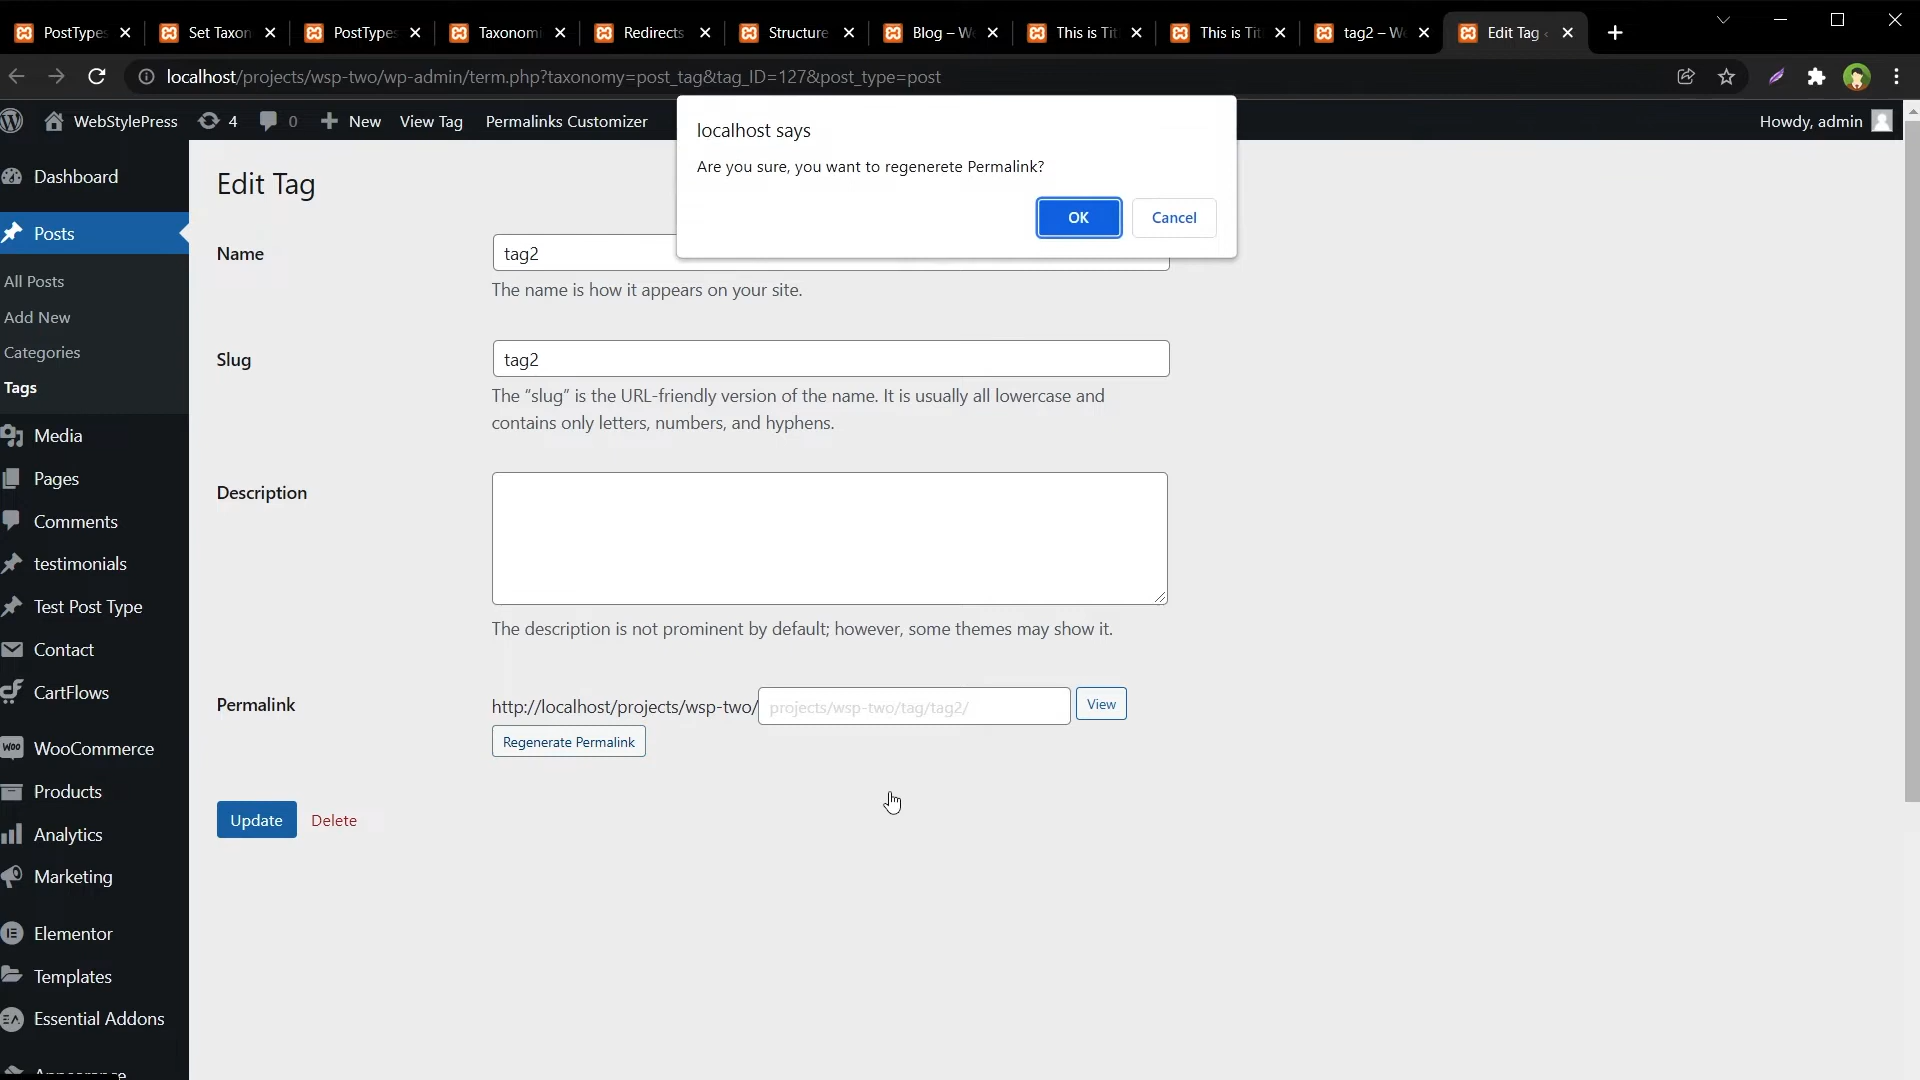 PostTypes
Set Taxon
PostTypes
Taxonomi
Redirects
Structure
Blog – We
This is Tit
This is Tit
tag2 – We
Edit Tag
localhost/projects/wsp-two/wp-admin/term.php?taxonomy=post_tag&tag_ID=127&post_type=post
WebStylePress
4
0
New
View Tag
Permalinks Customizer
Howdy, admin
localhost says
Are you sure, you want to regenerete Permalink?
OK
Cancel
Dashboard
Posts
All Posts
Add New
Categories
Tags
Media
Pages
Comments
testimonials
Test Post Type
Contact
CartFlows
WooCommerce
Products
Analytics
Marketing
Elementor
Templates
Essential Addons
Appearance
Edit Tag
Name
tag2
The name is how it appears on your site.
Slug
tag2
The “slug” is the URL-friendly version of the name. It is usually all lowercase and
contains only letters, numbers, and hyphens.
Description
The description is not prominent by default; however, some themes may show it.
Permalink
http://localhost/projects/wsp-two/
projects/wsp-two/tag/tag2/
View
Regenerate Permalink
Update
Delete